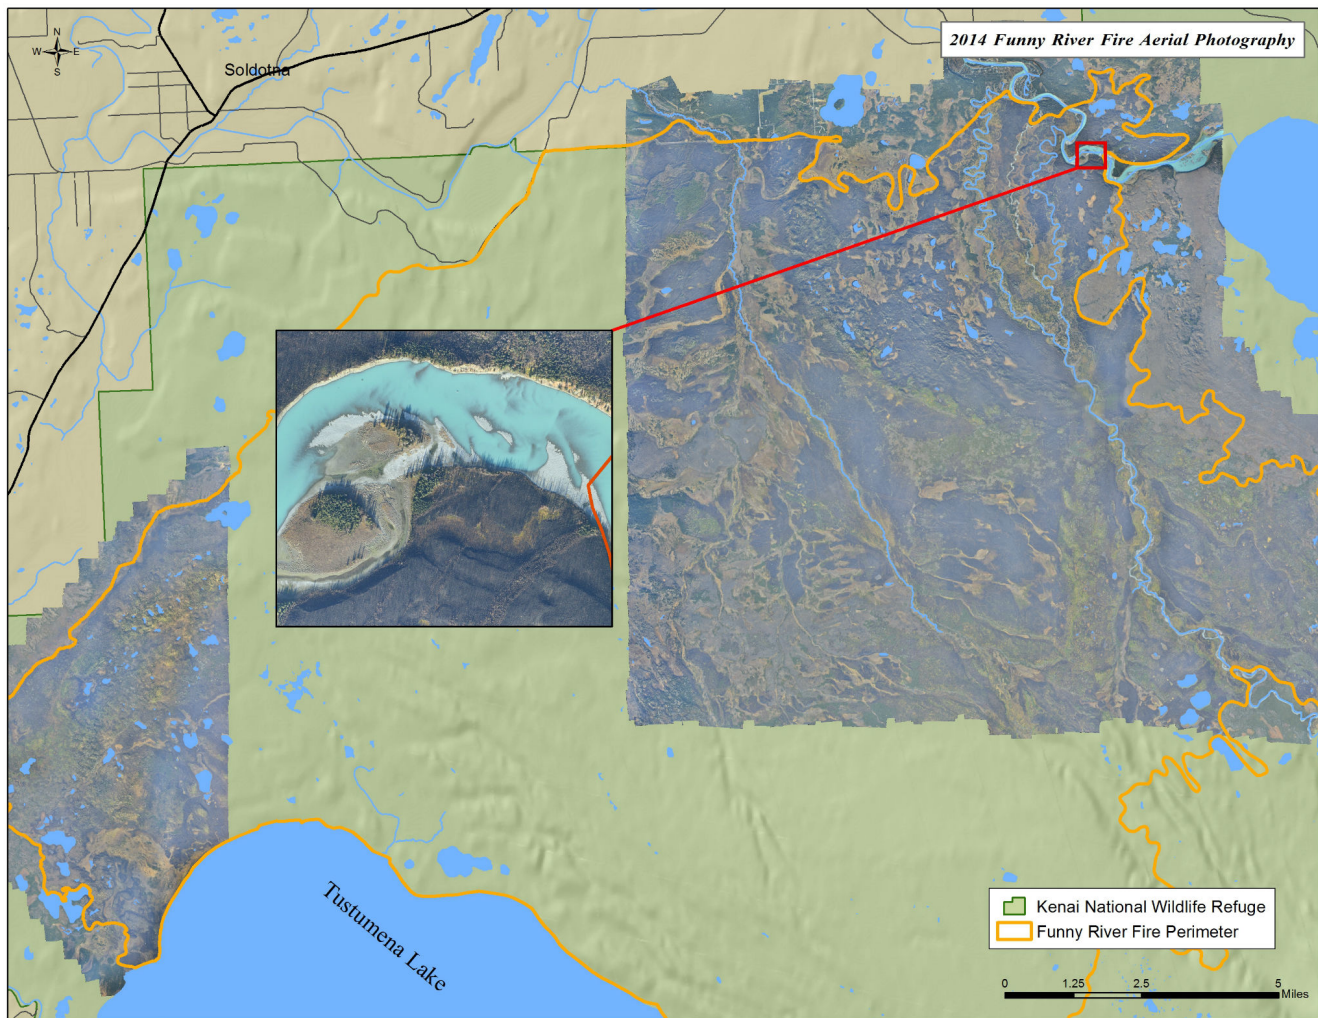 2014 Funny River Fire Aerial Photography
N
W E
S
Soldotna
Tustumena Lake
Kenai National Wildlife Refuge
Funny River Fire Perimeter
0 1.25 2.5 5
Miles